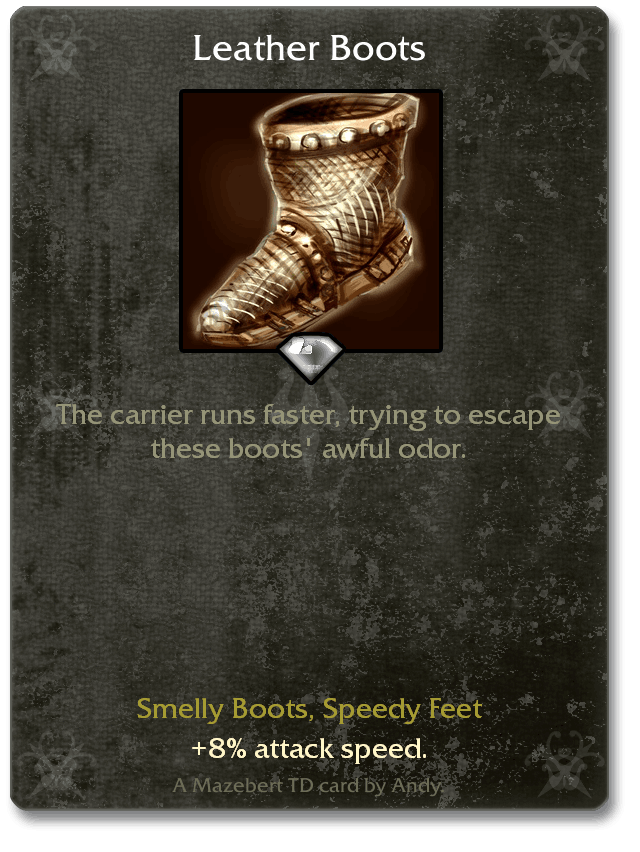 Leather Boots
The carrier runs faster, trying to escape
these boots' awful odor.
Smelly Boots, Speedy Feet
+8% attack speed.
A Mazebert TD card by Andy.